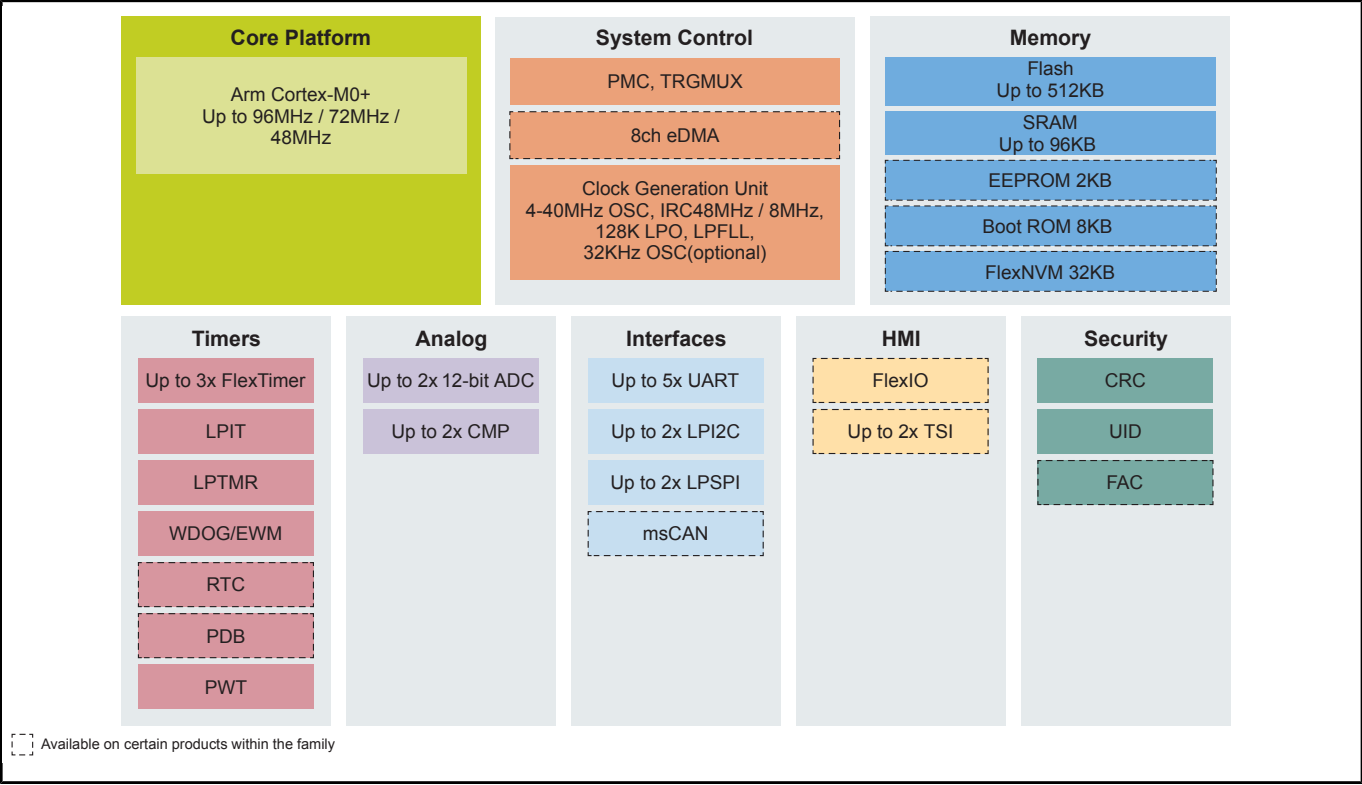 Core Platform
Arm Cortex-M0+
Up to 96MHz / 72MHz /
48MHz
System Control
PMC, TRGMUX
8ch eDMA
Clock Generation Unit
4-40MHz OSC, IRC48MHz / 8MHz,
128K LPO, LPFLL,
32KHz OSC(optional)
Memory
Flash
Up to 512KB
SRAM
Up to 96KB
EEPROM 2KB
Boot ROM 8KB
FlexNVM 32KB
Timers
Up to 3x FlexTimer
LPIT
LPTMR
WDOG/EWM
RTC
PDB
PWT
Analog
Up to 2x 12-bit ADC
Up to 2x CMP
Interfaces
Up to 5x UART
Up to 2x LPI2C
Up to 2x LPSPI
msCAN
HMI
FlexIO
Up to 2x TSI
Security
CRC
UID
FAC
Available on certain products within the family